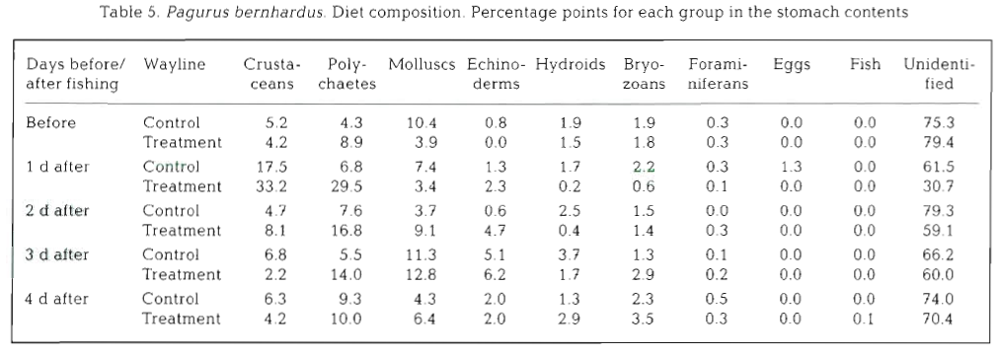 Table 5. Pagurus bernhardus. Diet composition. Percentage points for each group in the stomach contents
Days before/ Wayline Crusta- Poly- Molluscs Echino- Hydroids Bryo- Forami- Eggs Fish Unidenti-
after fishing ceans chaetes derms zoans niferans fied
Before Control 5.2 4.3 10.4 0.8 1.9 1.9 0.3 0.0 0.0 75.3
Treatment 4.2 8.9 3.9 0.0 1.5 1.8 0.3 0.0 0.0 79.4
1 d after Control 17.5 6.8 7.4 1.3 1.7 2.2 0.3 1.3 0.0 61.5
Treatment 33.2 29.5 3.4 2.3 0.2 0.6 0.1 0.0 0.0 30.7
2 d after Control 4.7 7.6 3.7 0.6 2.5 1.5 0.0 0.0 0.0 79.3
Treatment 8.1 16.8 9.1 4.7 0.4 1.4 0.3 0.0 0.0 59.1
3 d after Control 6.8 5.5 11.3 5.1 3.7 1.3 0.1 0.0 0.0 66.2
Treatment 2.2 14.0 12.8 6.2 1.7 2.9 0.2 0.0 0.0 60.0
4 d after Control 6.3 9.3 4.3 2.0 1.3 2.3 0.5 0.0 0.0 74.0
Treatment 4.2 10.0 6.4 2.0 2.9 3.5 0.3 0.0 0.1 70.4